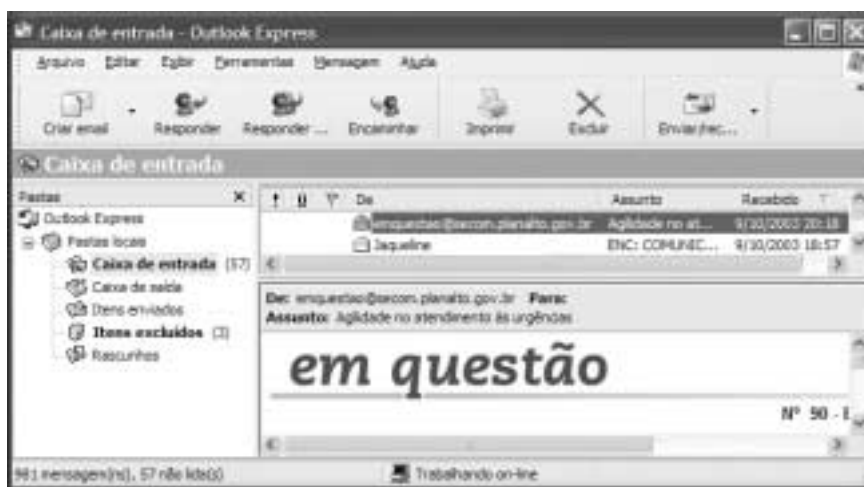 Caixa de entrada - Outlook Express
Arquivo Editar Exibir Ferramentas Mensagem Ajuda
Criar email Responder Responder ... Encaminhar Imprimir Excluir Enviar/rec...
Caixa de entrada
Pastas De Assunto Recebido
Outlook Express
Pastas locais
Caixa de entrada (57)
Caixa de saída
Itens enviados
Itens excluídos (3)
Rascunhos
emquestao@secom.planalto.gov.br Agilidade no at... 9/10/2003 20:18
Jaqueline ENC: COMUNIC... 9/10/2003 18:57
De: emquestao@secom.planalto.gov.br Para:
Assunto: Agilidade no atendimento às urgências
em questão
Nº 90 - B
981 mensagem(ns), 57 não lida(s) Trabalhando on-line